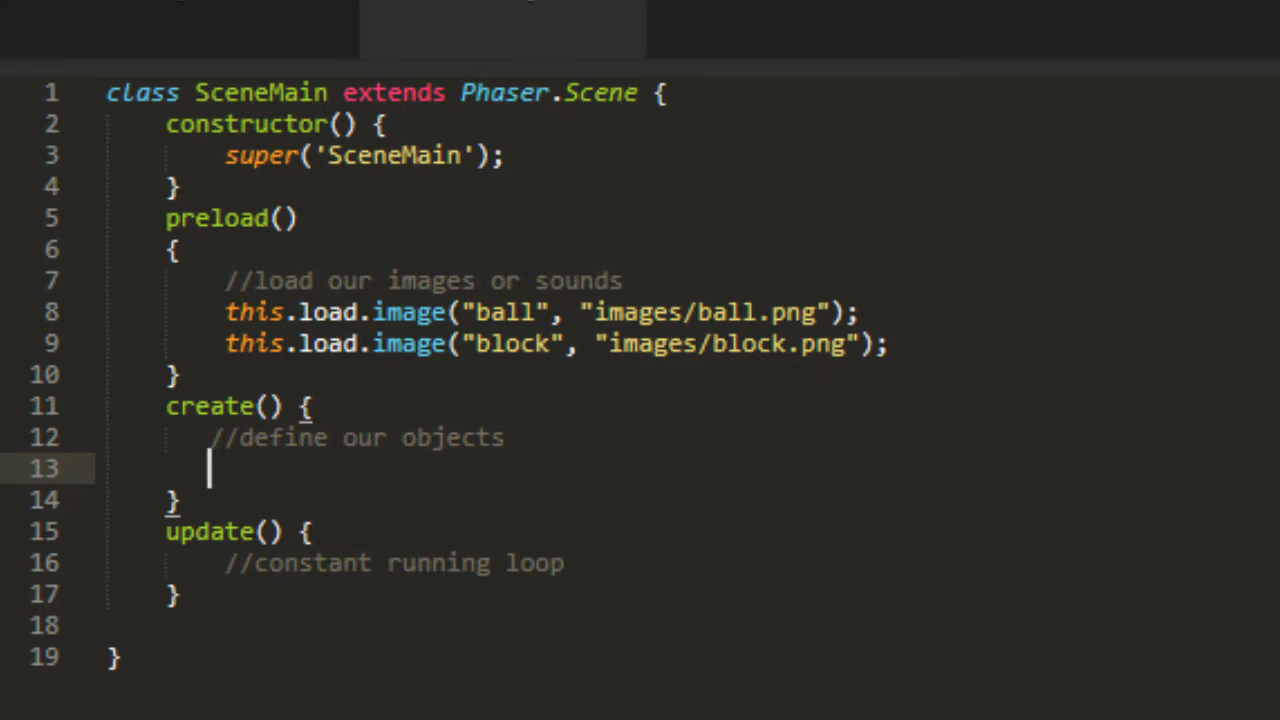 1 class SceneMain extends Phaser.Scene {
2 constructor() {
3 super('SceneMain');
4 }
5 preload()
6 {
7 //load our images or sounds
8 this.load.image("ball", "images/ball.png");
9 this.load.image("block", "images/block.png");
10 }
11 create() {
12 //define our objects
13
14 }
15 update() {
16 //constant running loop
17 }
18
19 }